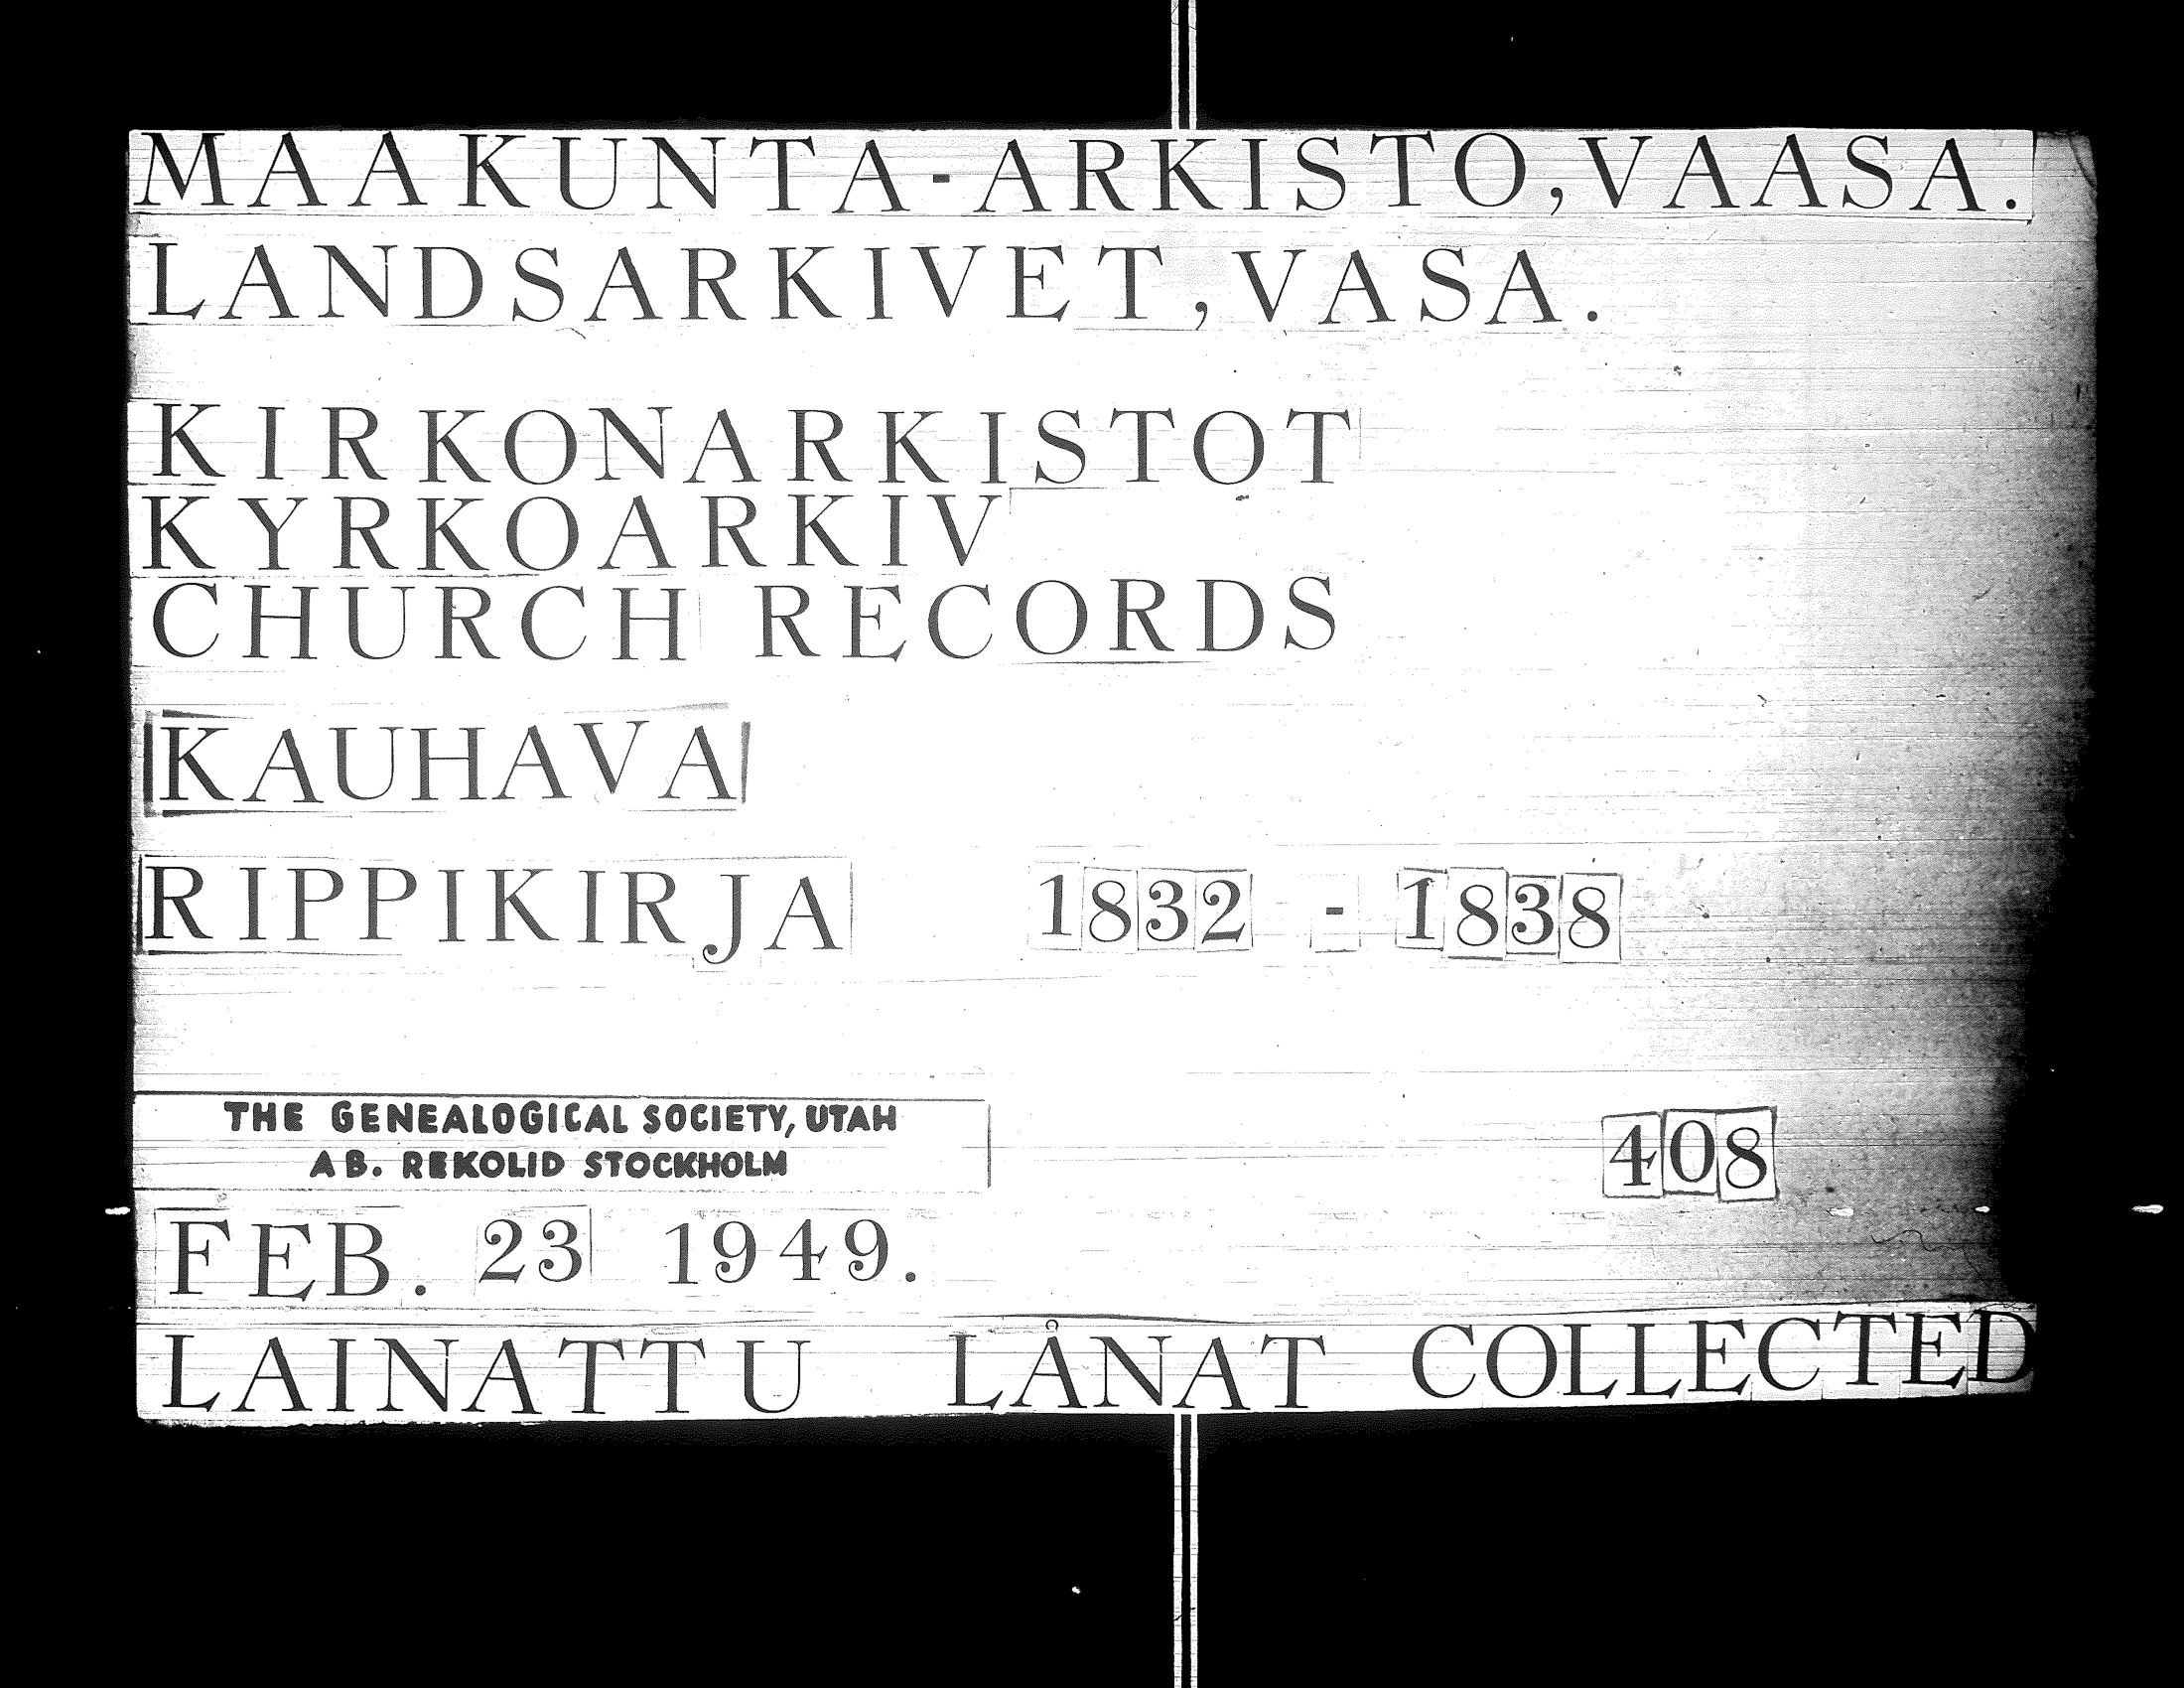 MAAKUNTA-ARKISTO, VAASA.
LANDSARKIVET, VASA.
KIRKONARKISTOT
KYRKOARKIV
CHURCH RECORDS
KAUHAVA
RIPPIKIRJA 1832 - 1838
THE GENEALOGICAL SOCIETY, UTAH
AB. REKOLID STOCKHOLM
408
FEB. 23 1949.
LAINATTU LÅNAT COLLECTED